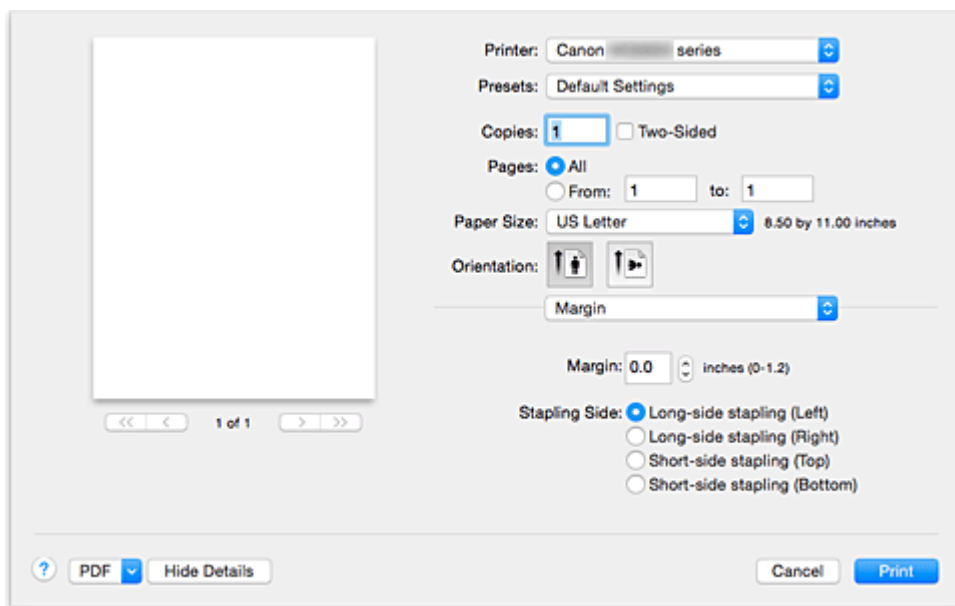 Printer: Canon series
Presets: Default Settings
Copies: 1 Two-Sided
Pages: All
From: 1 to: 1
Paper Size: US Letter 8.50 by 11.00 inches
Orientation:
Margin
Margin: 0.0 inches (0-1.2)
Stapling Side: Long-side stapling (Left)
Long-side stapling (Right)
Short-side stapling (Top)
Short-side stapling (Bottom)
<< < 1 of 1 > >>
? PDF Hide Details Cancel Print